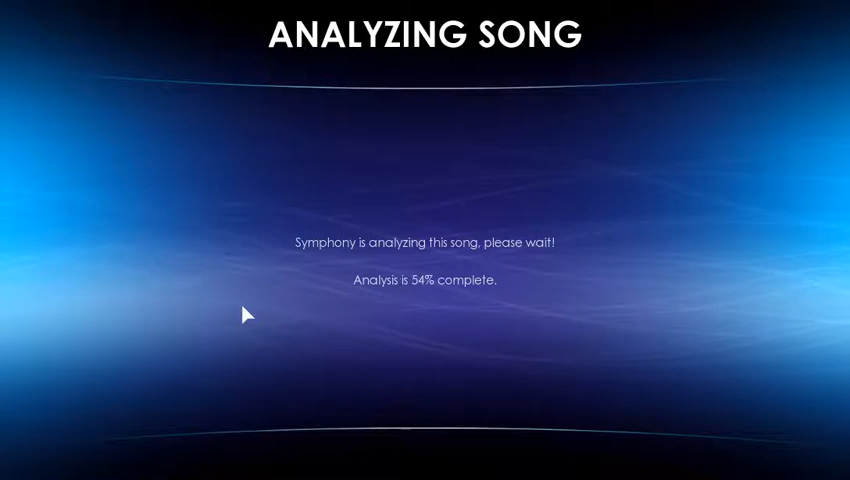 ANALYZING SONG
Symphony is analyzing this song, please wait!
Analysis is 54% complete.